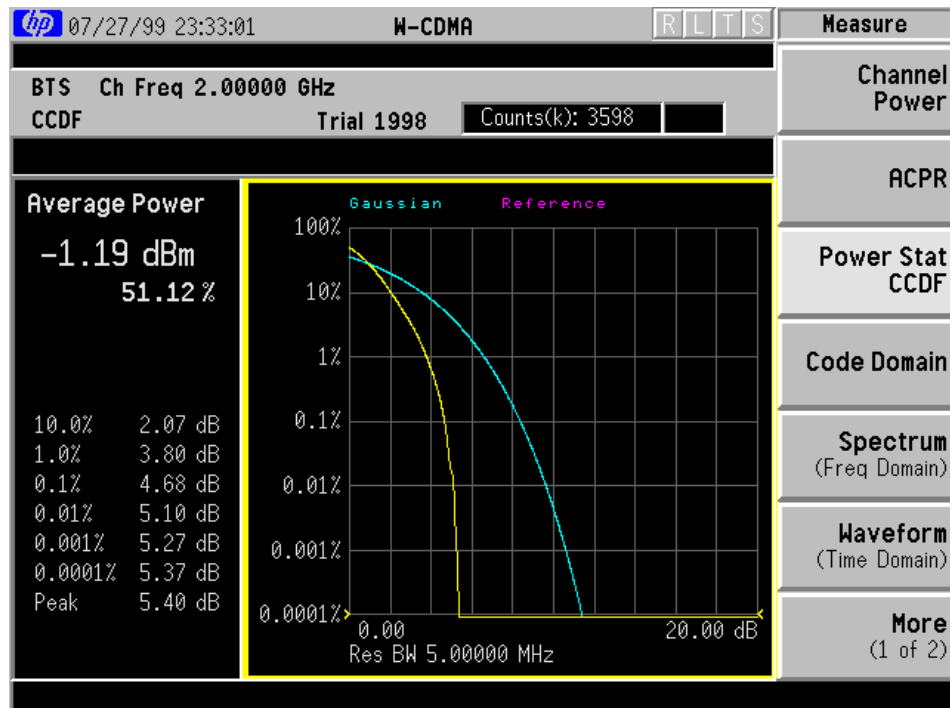 hp 07/27/99 23:33:01 W-CDMA R L T S
BTS Ch Freq 2.00000 GHz
CCDF Trial 1998 Counts(k): 3598
Average Power
-1.19 dBm
51.12 %
10.0% 2.07 dB
1.0% 3.80 dB
0.1% 4.68 dB
0.01% 5.10 dB
0.001% 5.27 dB
0.0001% 5.37 dB
Peak 5.40 dB
Gaussian Reference
100%
10%
1%
0.1%
0.01%
0.001%
0.0001%
0.00 20.00 dB
Res BW 5.00000 MHz
Measure
Channel
Power
ACPR
Power Stat
CCDF
Code Domain
Spectrum
(Freq Domain)
Waveform
(Time Domain)
More
(1 of 2)